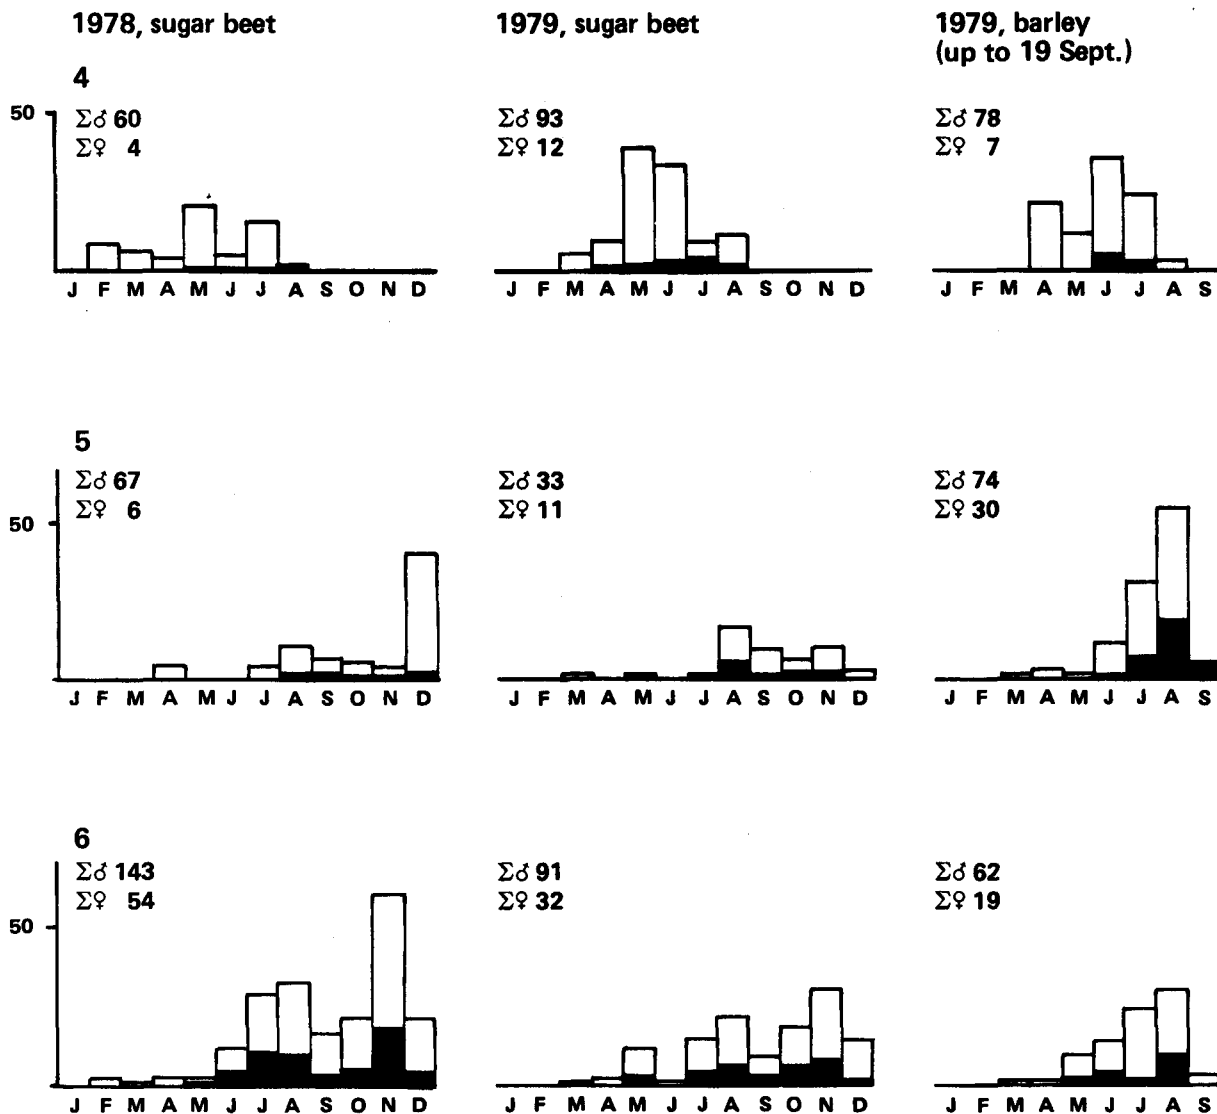 1978, sugar beet
1979, sugar beet
1979, barley
(up to 19 Sept.)
4
50
Σ♂ 60
Σ♀ 4
Σ♂ 93
Σ♀ 12
Σ♂ 78
Σ♀ 7
J F M A M J J A S O N D
J F M A M J J A S O N D
J F M A M J J A S
5
50
Σ♂ 67
Σ♀ 6
Σ♂ 33
Σ♀ 11
Σ♂ 74
Σ♀ 30
J F M A M J J A S O N D
J F M A M J J A S O N D
J F M A M J J A S
6
50
Σ♂ 143
Σ♀ 54
Σ♂ 91
Σ♀ 32
Σ♂ 62
Σ♀ 19
J F M A M J J A S O N D
J F M A M J J A S O N D
J F M A M J J A S